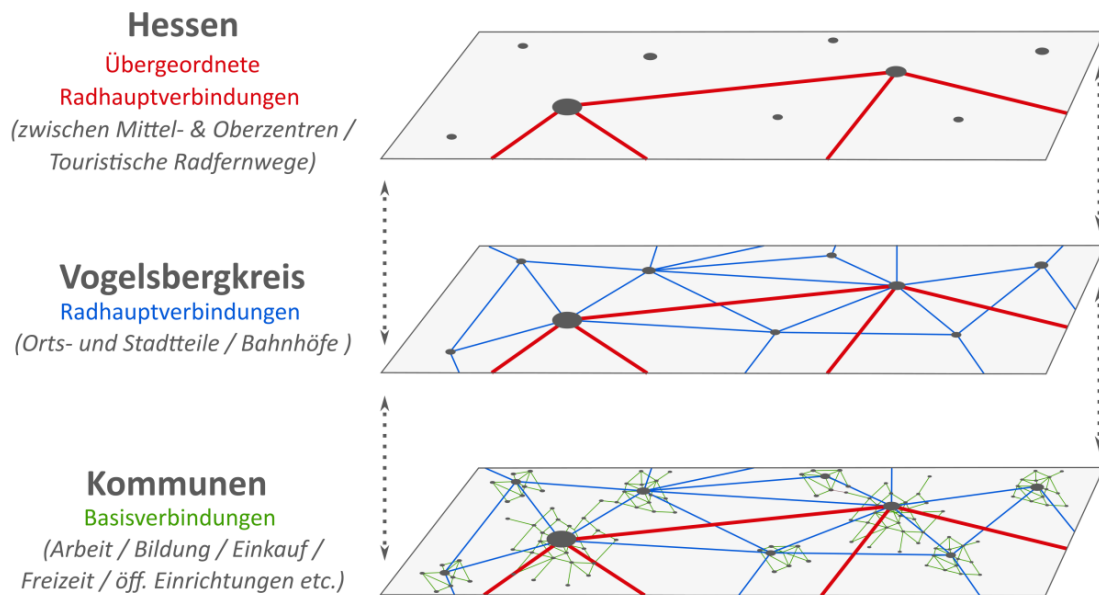 Hessen
Übergeordnete
Radhauptverbindungen
(zwischen Mittel- & Oberzentren /
Touristische Radfernwege)
Vogelsbergkreis
Radhauptverbindungen
(Orts- und Stadtteile / Bahnhöfe )
Kommunen
Basisverbindungen
(Arbeit / Bildung / Einkauf /
Freizeit / öff. Einrichtungen etc.)